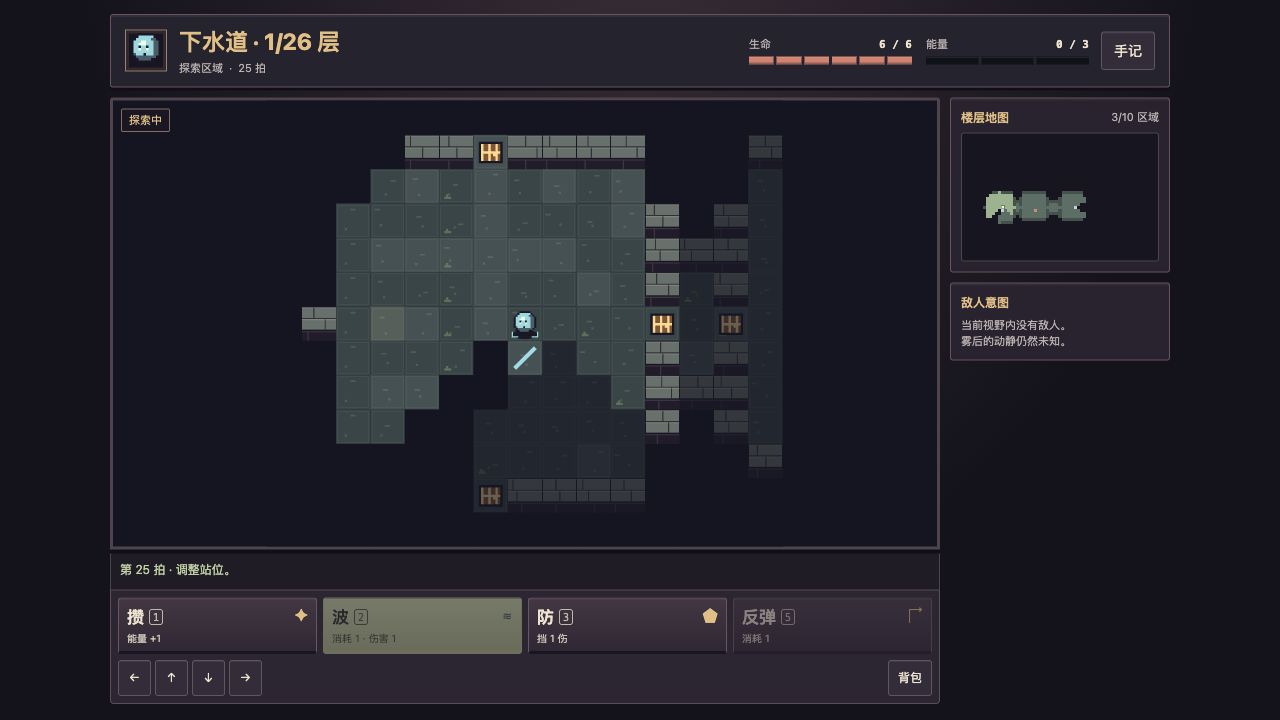 下水道 · 1/26 层
探索区域 · 25 拍
生命 6 / 6
能量 0 / 3
手记
探索中
楼层地图 3/10 区域
敌人意图
当前视野内没有敌人。
雾后的动静仍然未知。
第 25 拍 · 调整站位。
攒 1
能量 +1
波 2
消耗 1 · 伤害 1
防 3
挡 1 伤
反弹 5
消耗 1
← ↑ ↓ →
背包